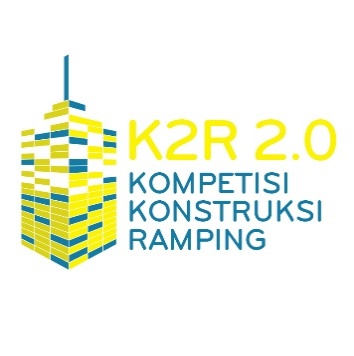 K2R 2.0
KOMPETISI
KONSTRUKSI
RAMPING